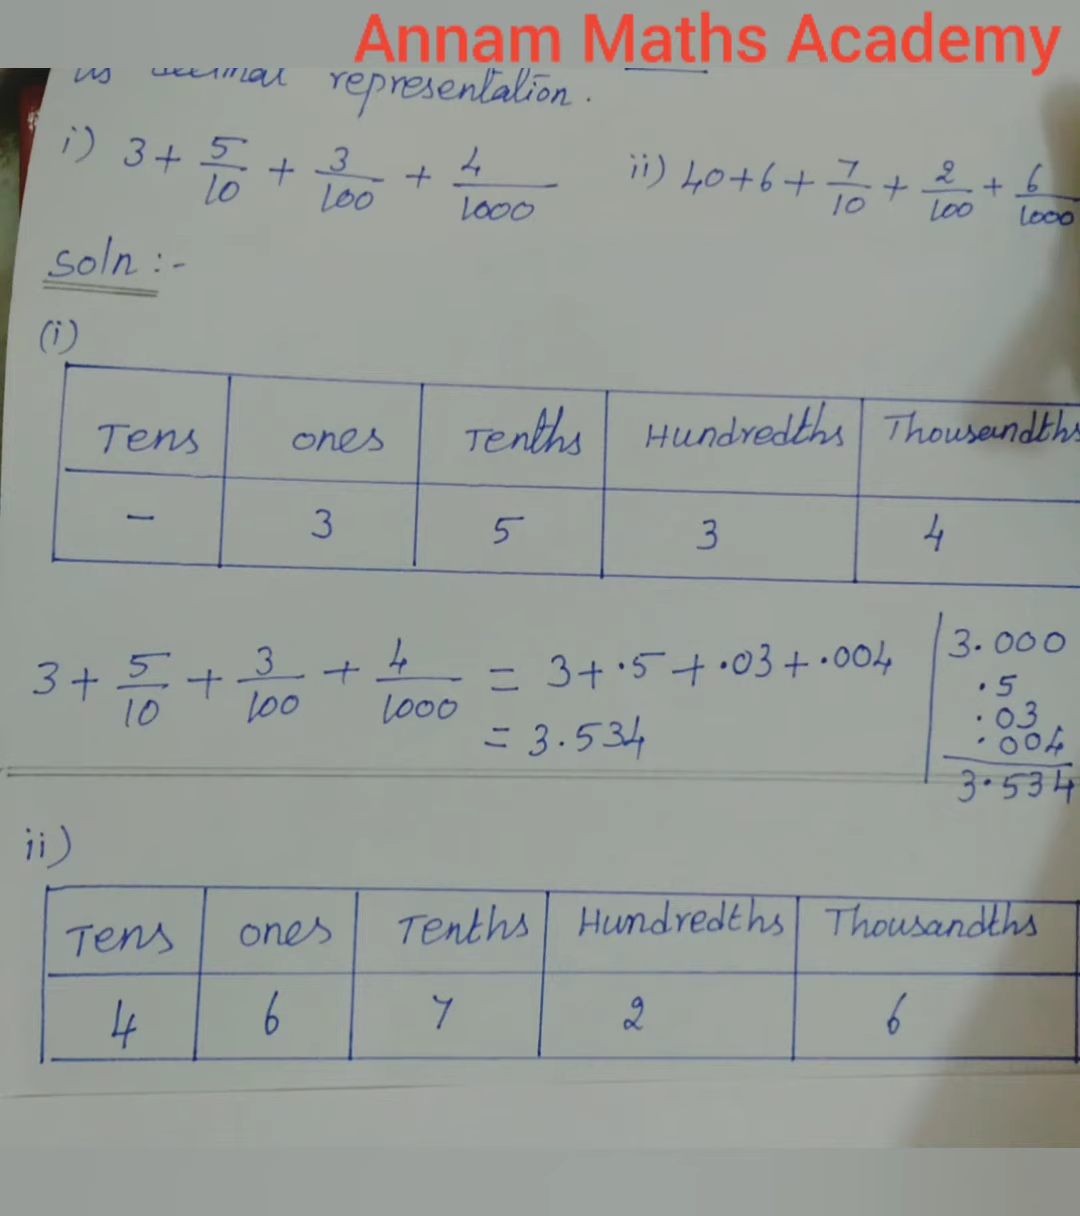 Annam Maths Academy
representation.
i) 3 + 5/10 + 3/100 + 4/1000 ii) 40+6+ 7/10 + 2/100 + 6/1000
Soln :-
(i)
Tens ones Tenths Hundredths Thousandths
- 3 5 3 4
3 + 5/10 + 3/100 + 4/1000 = 3+.5+.03+.004
= 3.534
3.000
.5
.03
.004
3.534
ii)
Tens ones Tenths Hundredths Thousandths
4 6 7 2 6